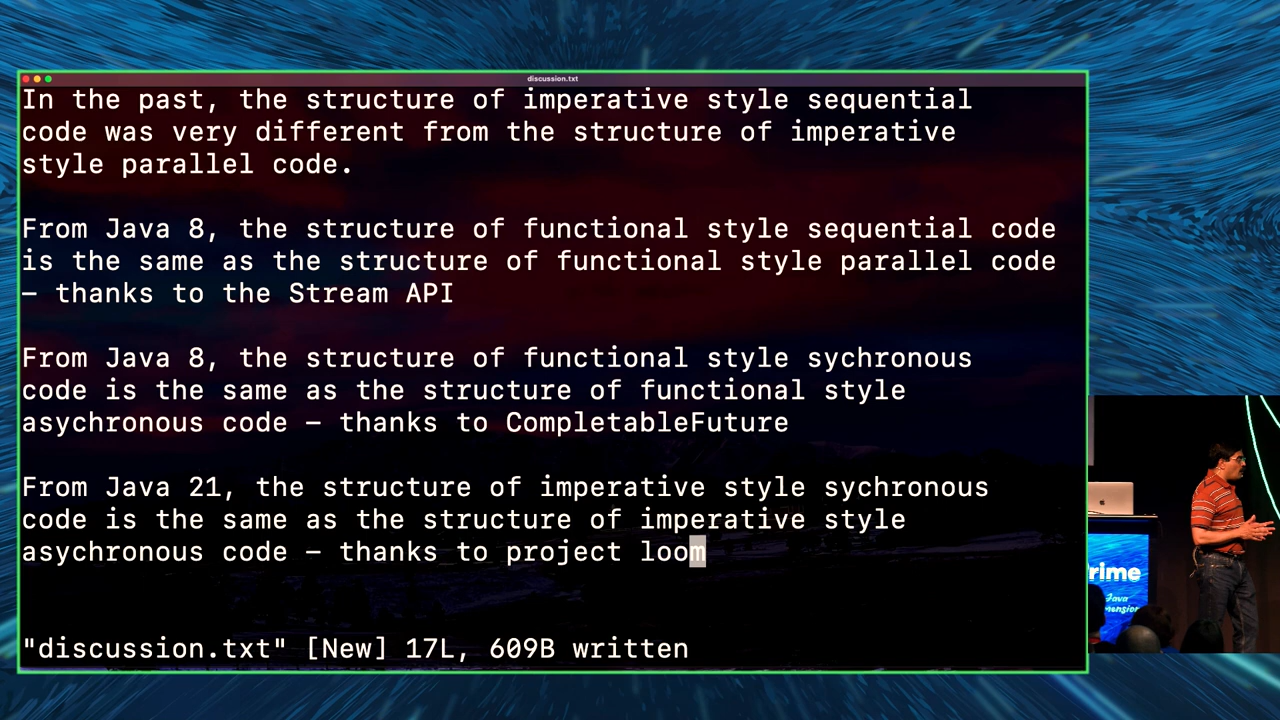 discussion.txt
In the past, the structure of imperative style sequential
code was very different from the structure of imperative
style parallel code.
From Java 8, the structure of functional style sequential code
is the same as the structure of functional style parallel code
– thanks to the Stream API
From Java 8, the structure of functional style sychronous
code is the same as the structure of functional style
asychronous code – thanks to CompletableFuture
From Java 21, the structure of imperative style sychronous
code is the same as the structure of imperative style
asychronous code – thanks to project loom
"discussion.txt" [New] 17L, 609B written
rime
Java
mension